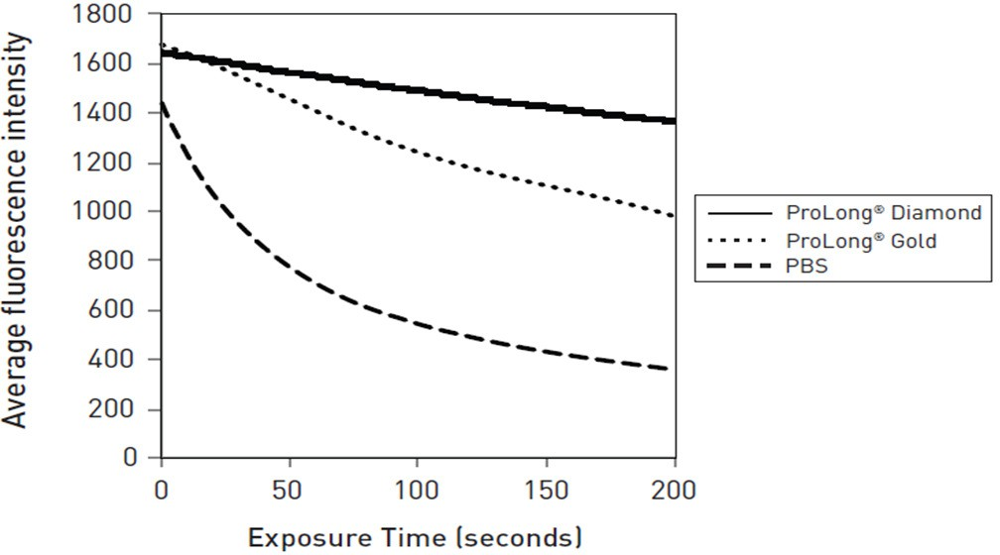 Average fluorescence intensity
1800
1600
1400
1200
1000
800
600
400
200
0
0 50 100 150 200
Exposure Time (seconds)
ProLong® Diamond
ProLong® Gold
PBS